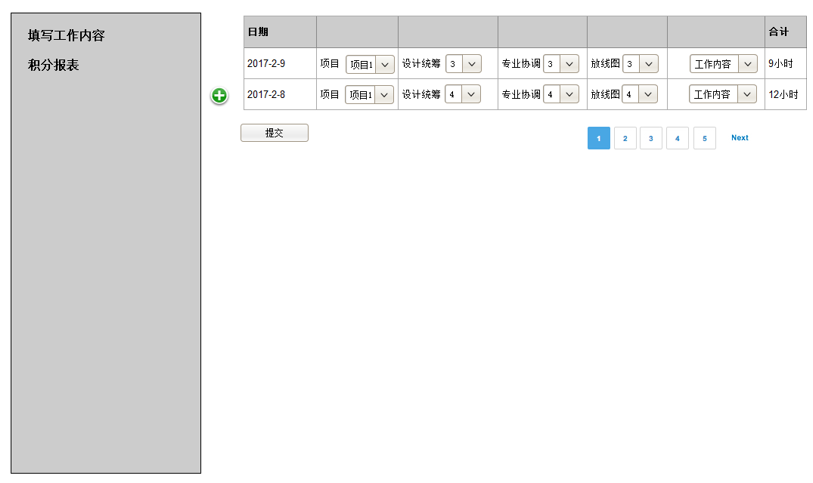 填写工作内容
积分报表
日期 合计
2017-2-9 项目 项目1 设计统筹 3 专业协调 3 放线图 3 工作内容 9小时
2017-2-8 项目 项目1 设计统筹 4 专业协调 4 放线图 4 工作内容 12小时
提交
1 2 3 4 5 Next